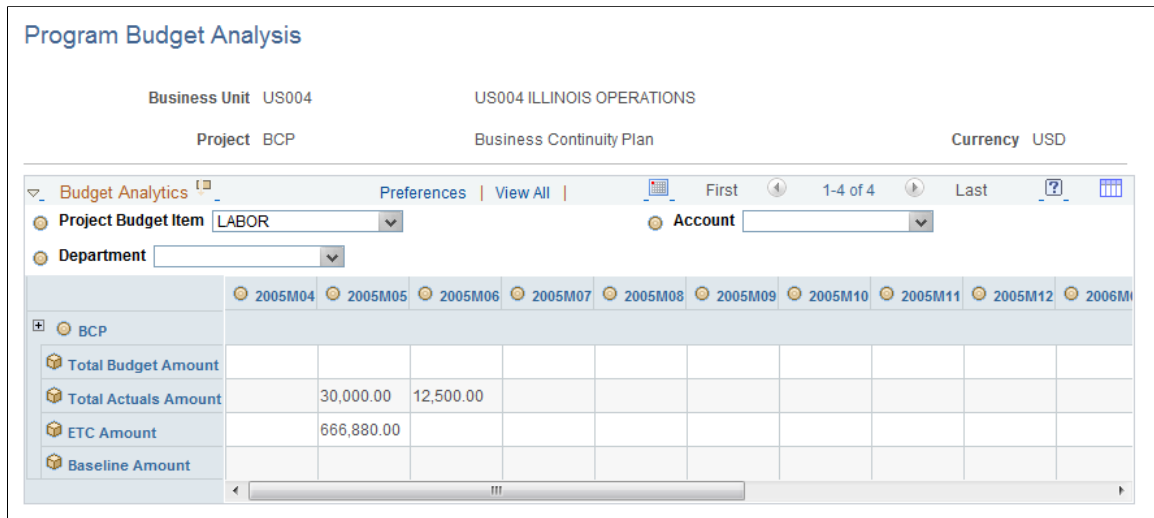 Program Budget Analysis
Business Unit US004 US004 ILLINOIS OPERATIONS
Project BCP Business Continuity Plan Currency USD
Budget Analytics Preferences | View All | First 1-4 of 4 Last
Project Budget Item LABOR Account
Department
2005M04 2005M05 2005M06 2005M07 2005M08 2005M09 2005M10 2005M11 2005M12
BCP
Total Budget Amount
Total Actuals Amount 30,000.00 12,500.00
ETC Amount 666,880.00
Baseline Amount